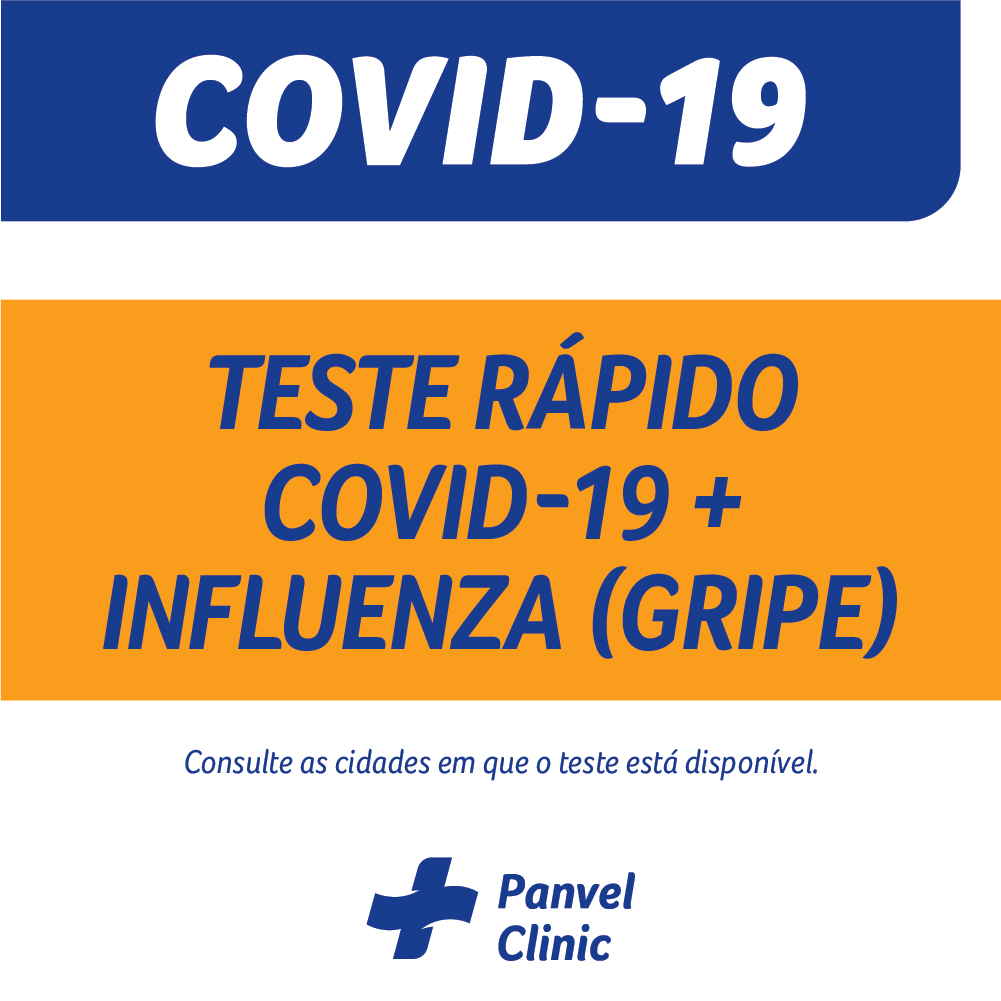 COVID-19
TESTE RÁPIDO
COVID-19 +
INFLUENZA (GRIPE)
Consulte as cidades em que o teste está disponível.
Panvel
Clinic